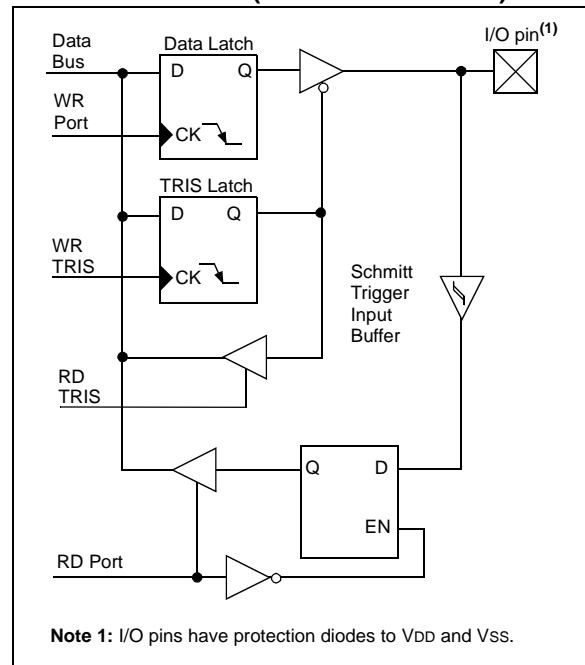 Data
Bus
Data Latch
I/O pin(1)
D
Q
WR
Port
CK
TRIS Latch
D
Q
WR
TRIS
CK
Schmitt
Trigger
Input
Buffer
RD
TRIS
Q
D
EN
RD Port
Note 1: I/O pins have protection diodes to VDD and VSS.